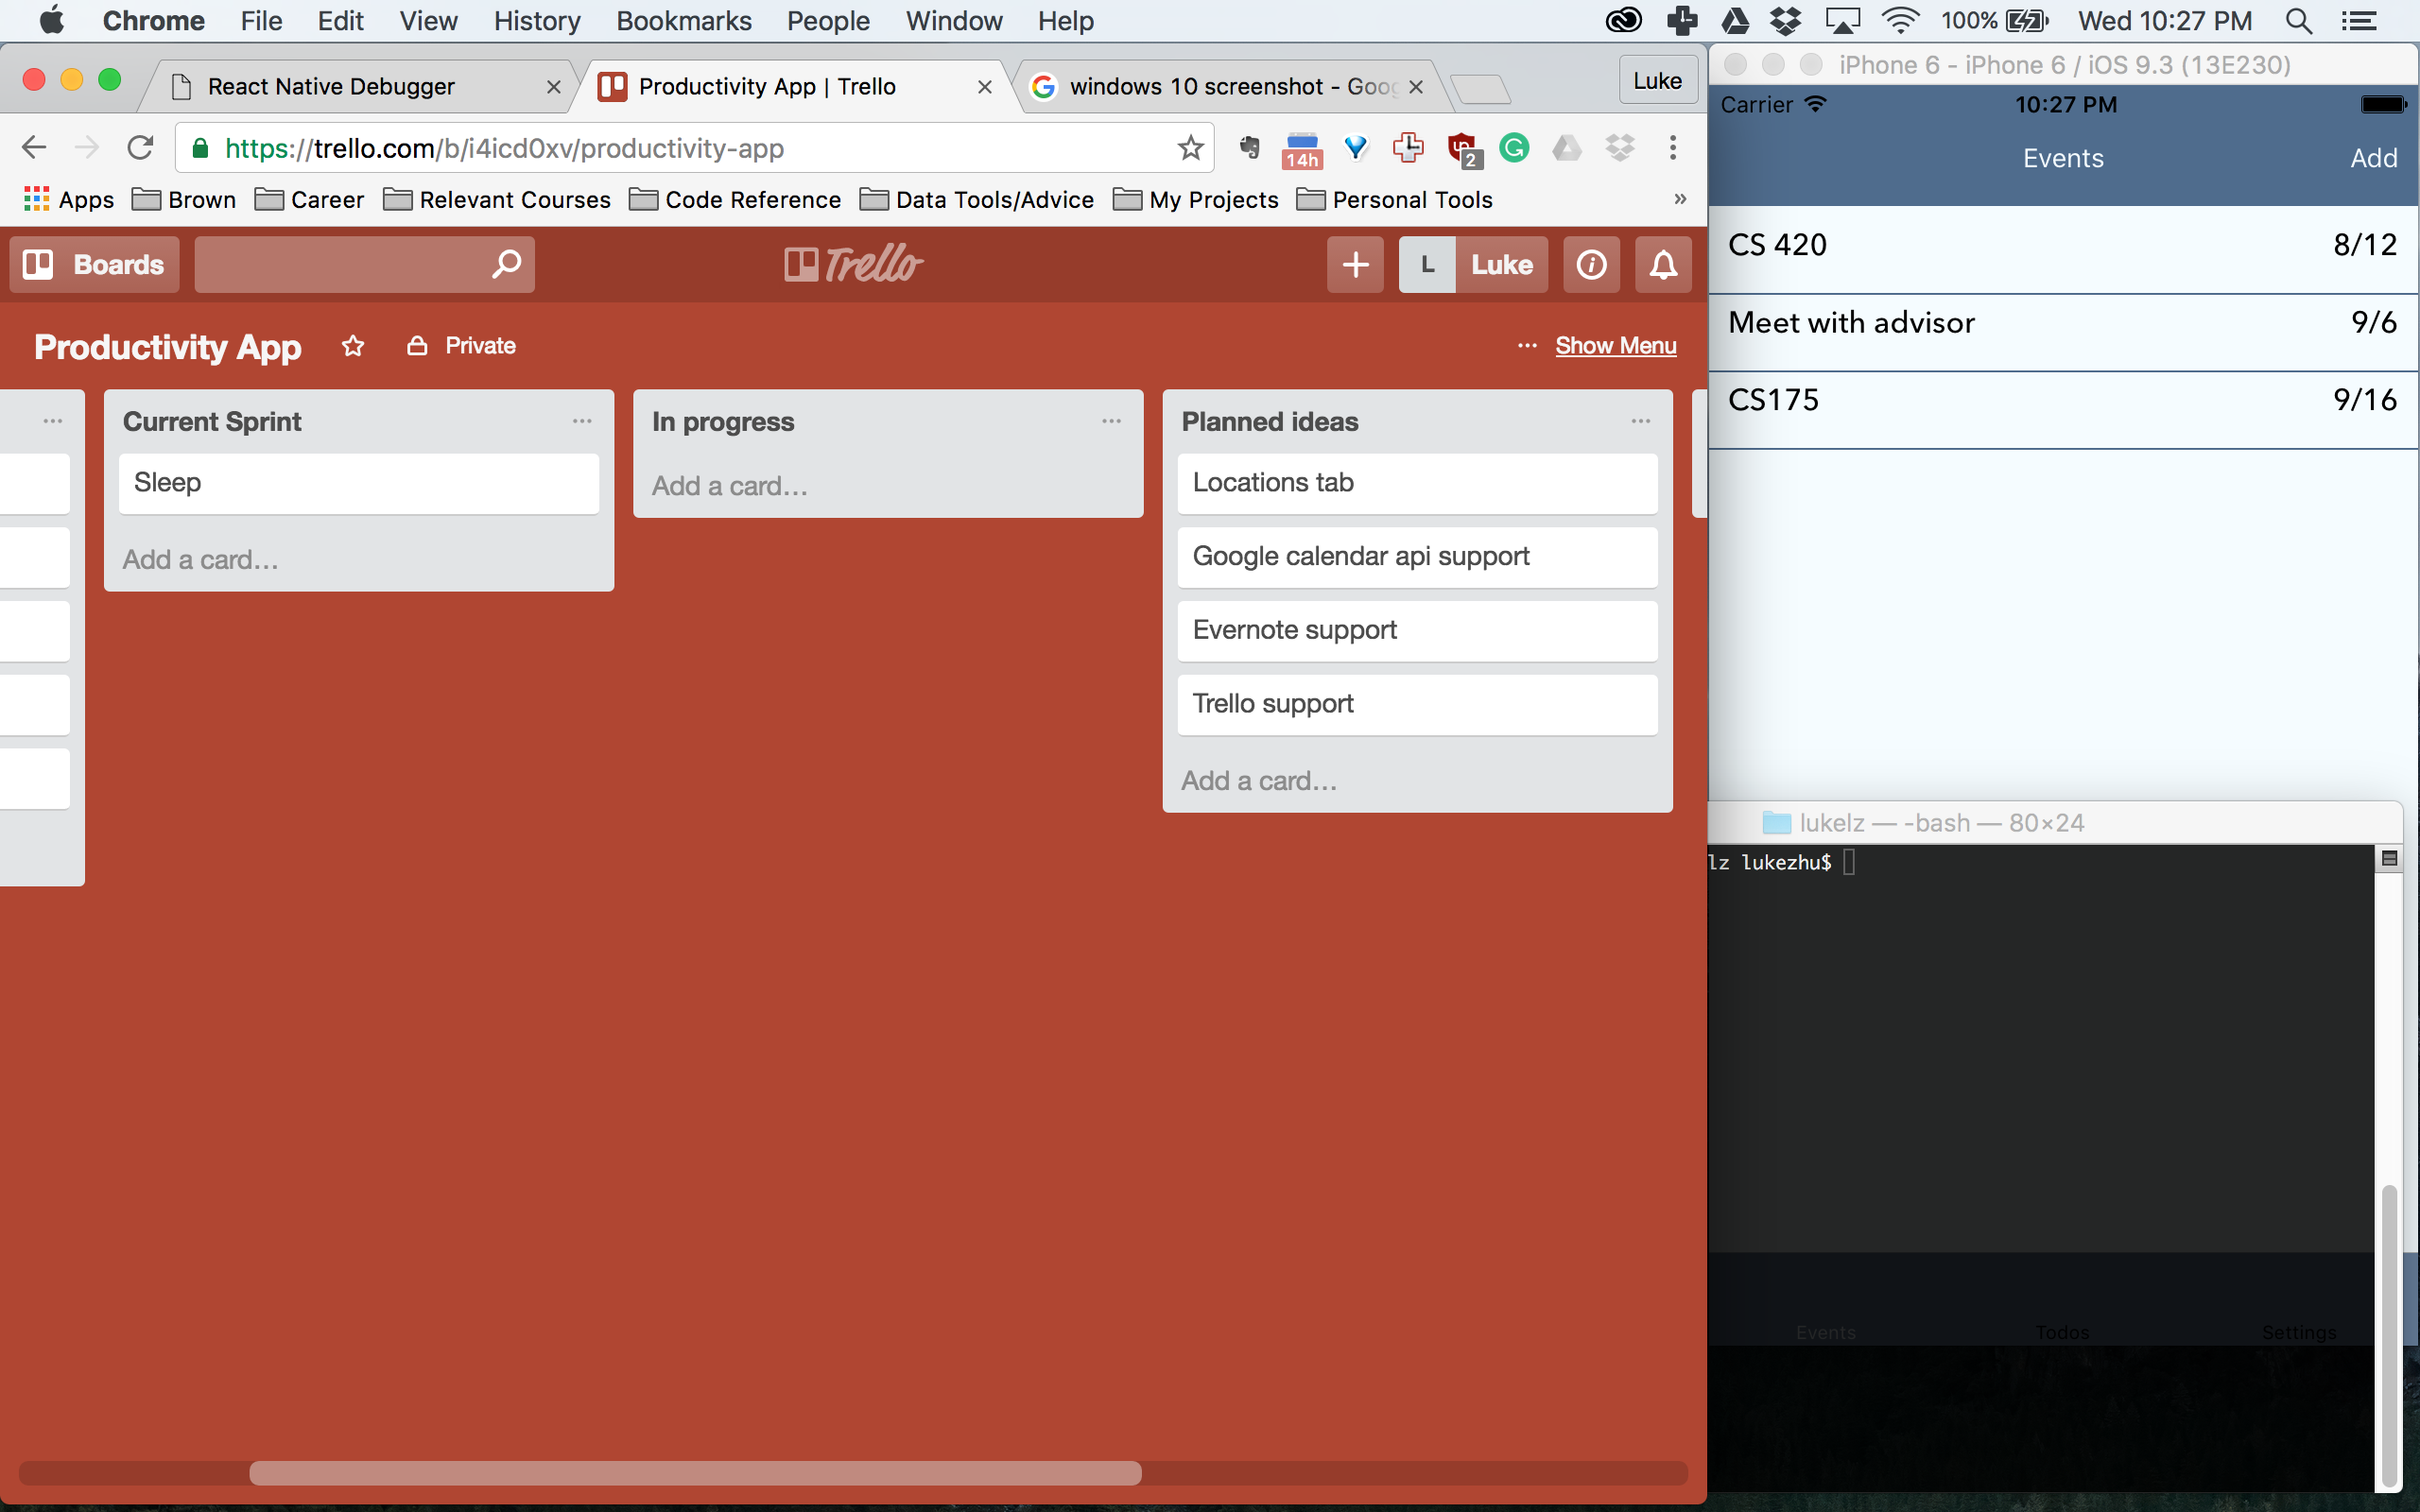 Chrome File Edit View History Bookmarks People Window Help 100% Wed 10:27 PM
React Native Debugger Productivity App | Trello windows 10 screenshot - Goog Luke
https://trello.com/b/i4icd0xv/productivity-app 14h 2
Apps Brown Career Relevant Courses Code Reference Data Tools/Advice My Projects Personal Tools »
Boards Trello L Luke
Productivity App Private ... Show Menu
Current Sprint
Sleep
Add a card...
In progress
Add a card...
Planned ideas
Locations tab
Google calendar api support
Evernote support
Trello support
Add a card...
iPhone 6 - iPhone 6 / iOS 9.3 (13E230)
Carrier 10:27 PM
Events Add
CS 420 8/12
Meet with advisor 9/6
CS175 9/16
lukelz — -bash — 80×24
lz lukezhu$
Events Todos Settings